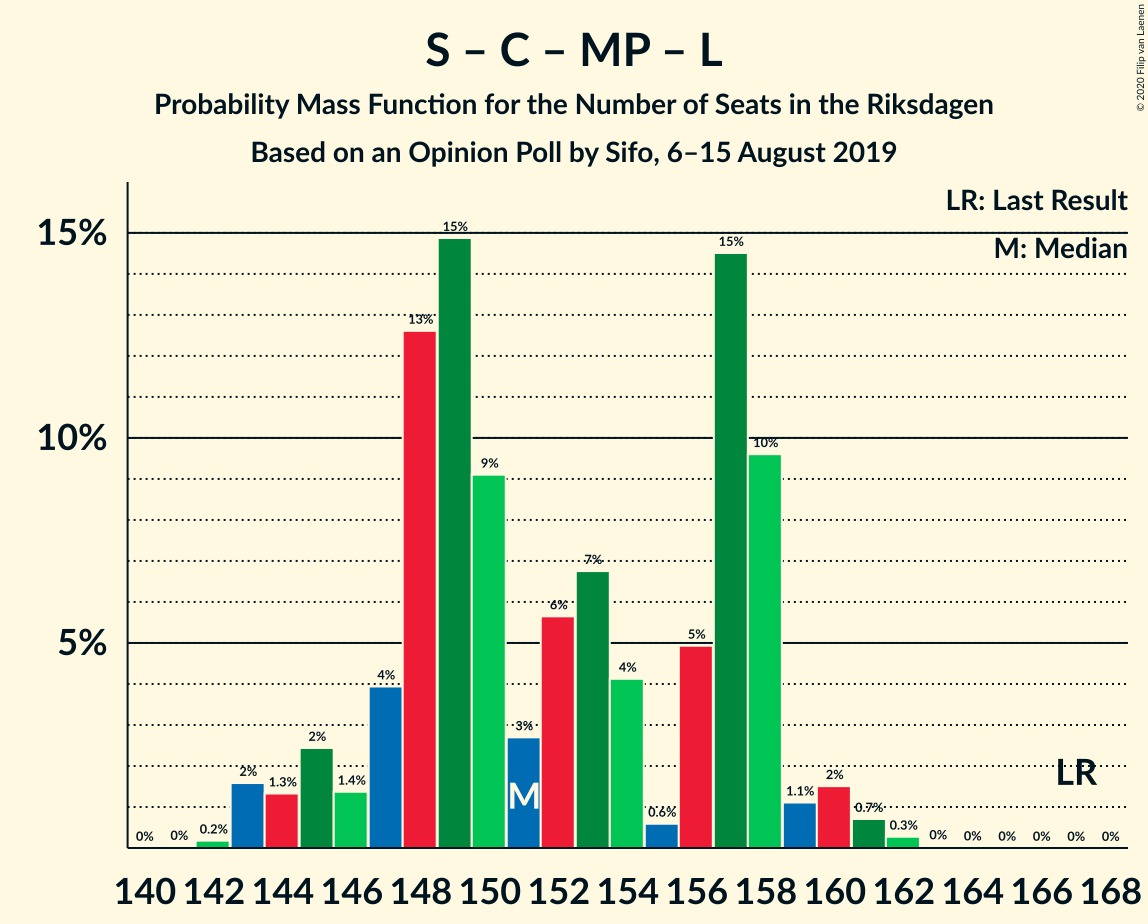 S – C – MP – L
Probability Mass Function for the Number of Seats in the Riksdagen
Based on an Opinion Poll by Sifo, 6–15 August 2019
© 2020 Filip van Laenen
LR: Last Result
M: Median
15%
10%
5%
0% 0% 0.2% 2% 1.3% 2% 1.4% 4% 13% 15% 9% 3% 6% 7% 4% 0.6% 5% 15% 10% 1.1% 2% 0.7% 0.3% 0% 0% 0% 0% 0% 0%
M
LR
140 142 144 146 148 150 152 154 156 158 160 162 164 166 168